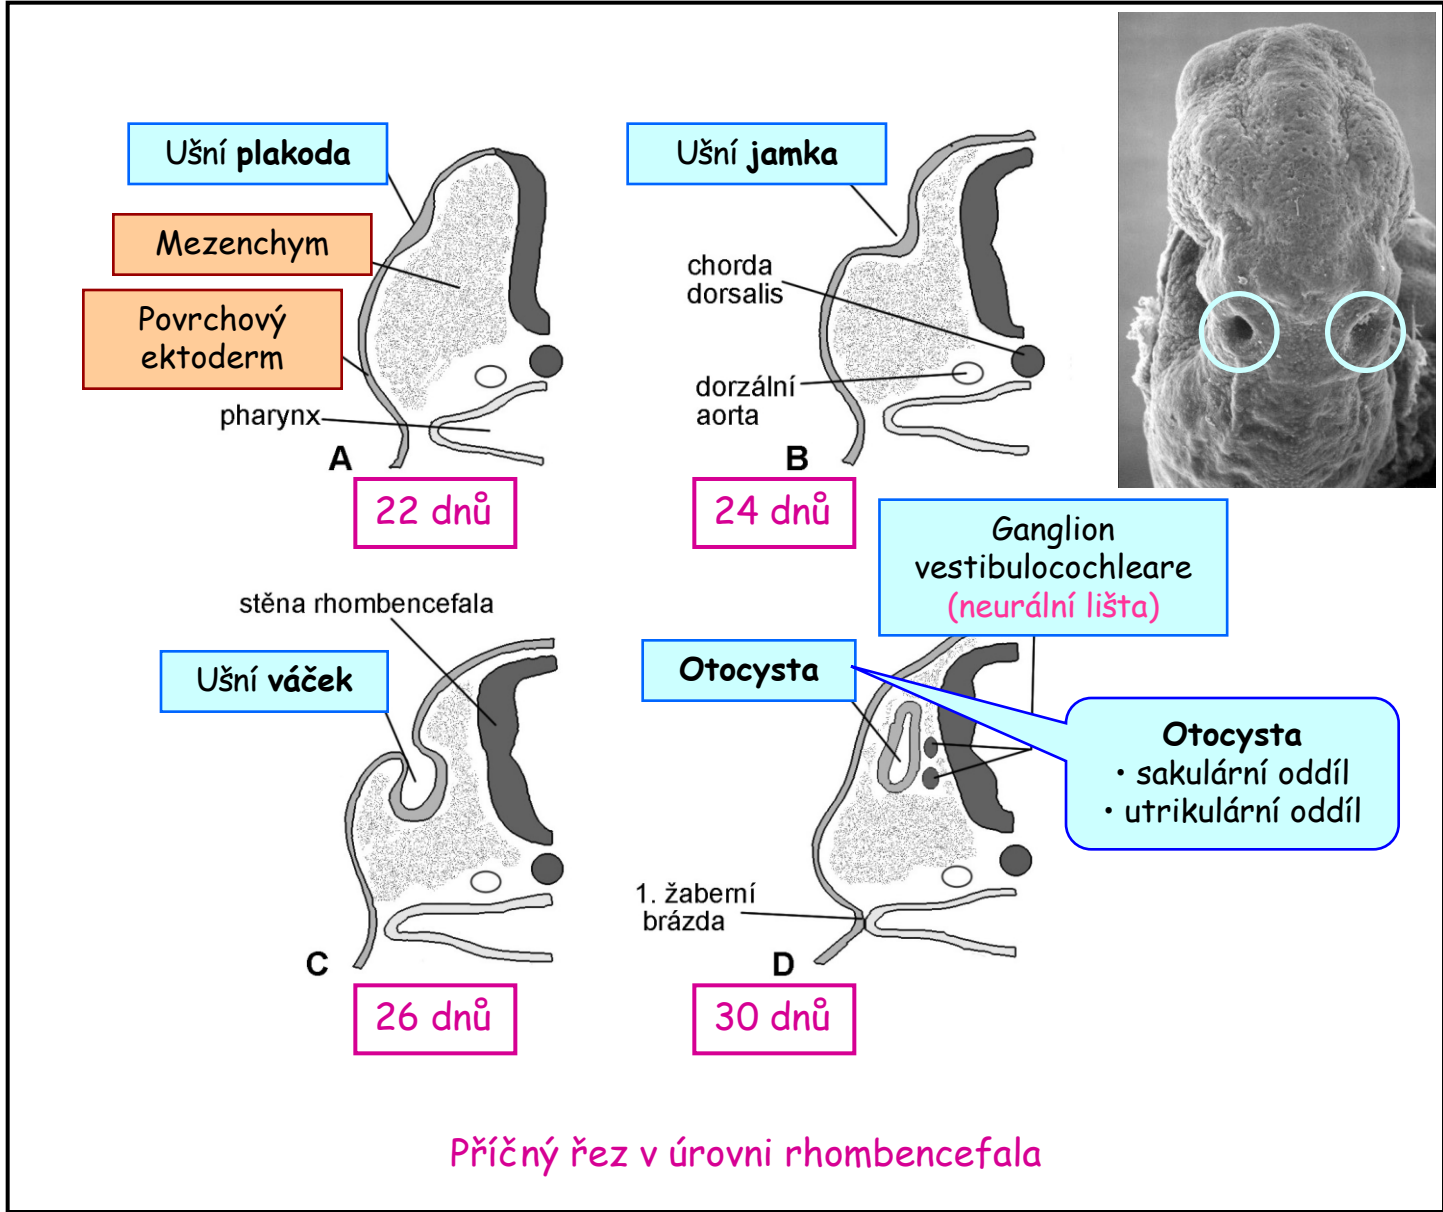 Ušní plakoda
Mezenchym
Povrchový
ektoderm
pharynx
A
22 dnů
Ušní jamka
chorda
dorsalis
dorzální
aorta
B
24 dnů
stěna rhombencefala
Ušní váček
C
26 dnů
Ganglion
vestibulocochleare
(neurální lišta)
Otocysta
Otocysta
• sakulární oddíl
• utrikulární oddíl
1. žaberní
brázda
D
30 dnů
Příčný řez v úrovni rhombencefala